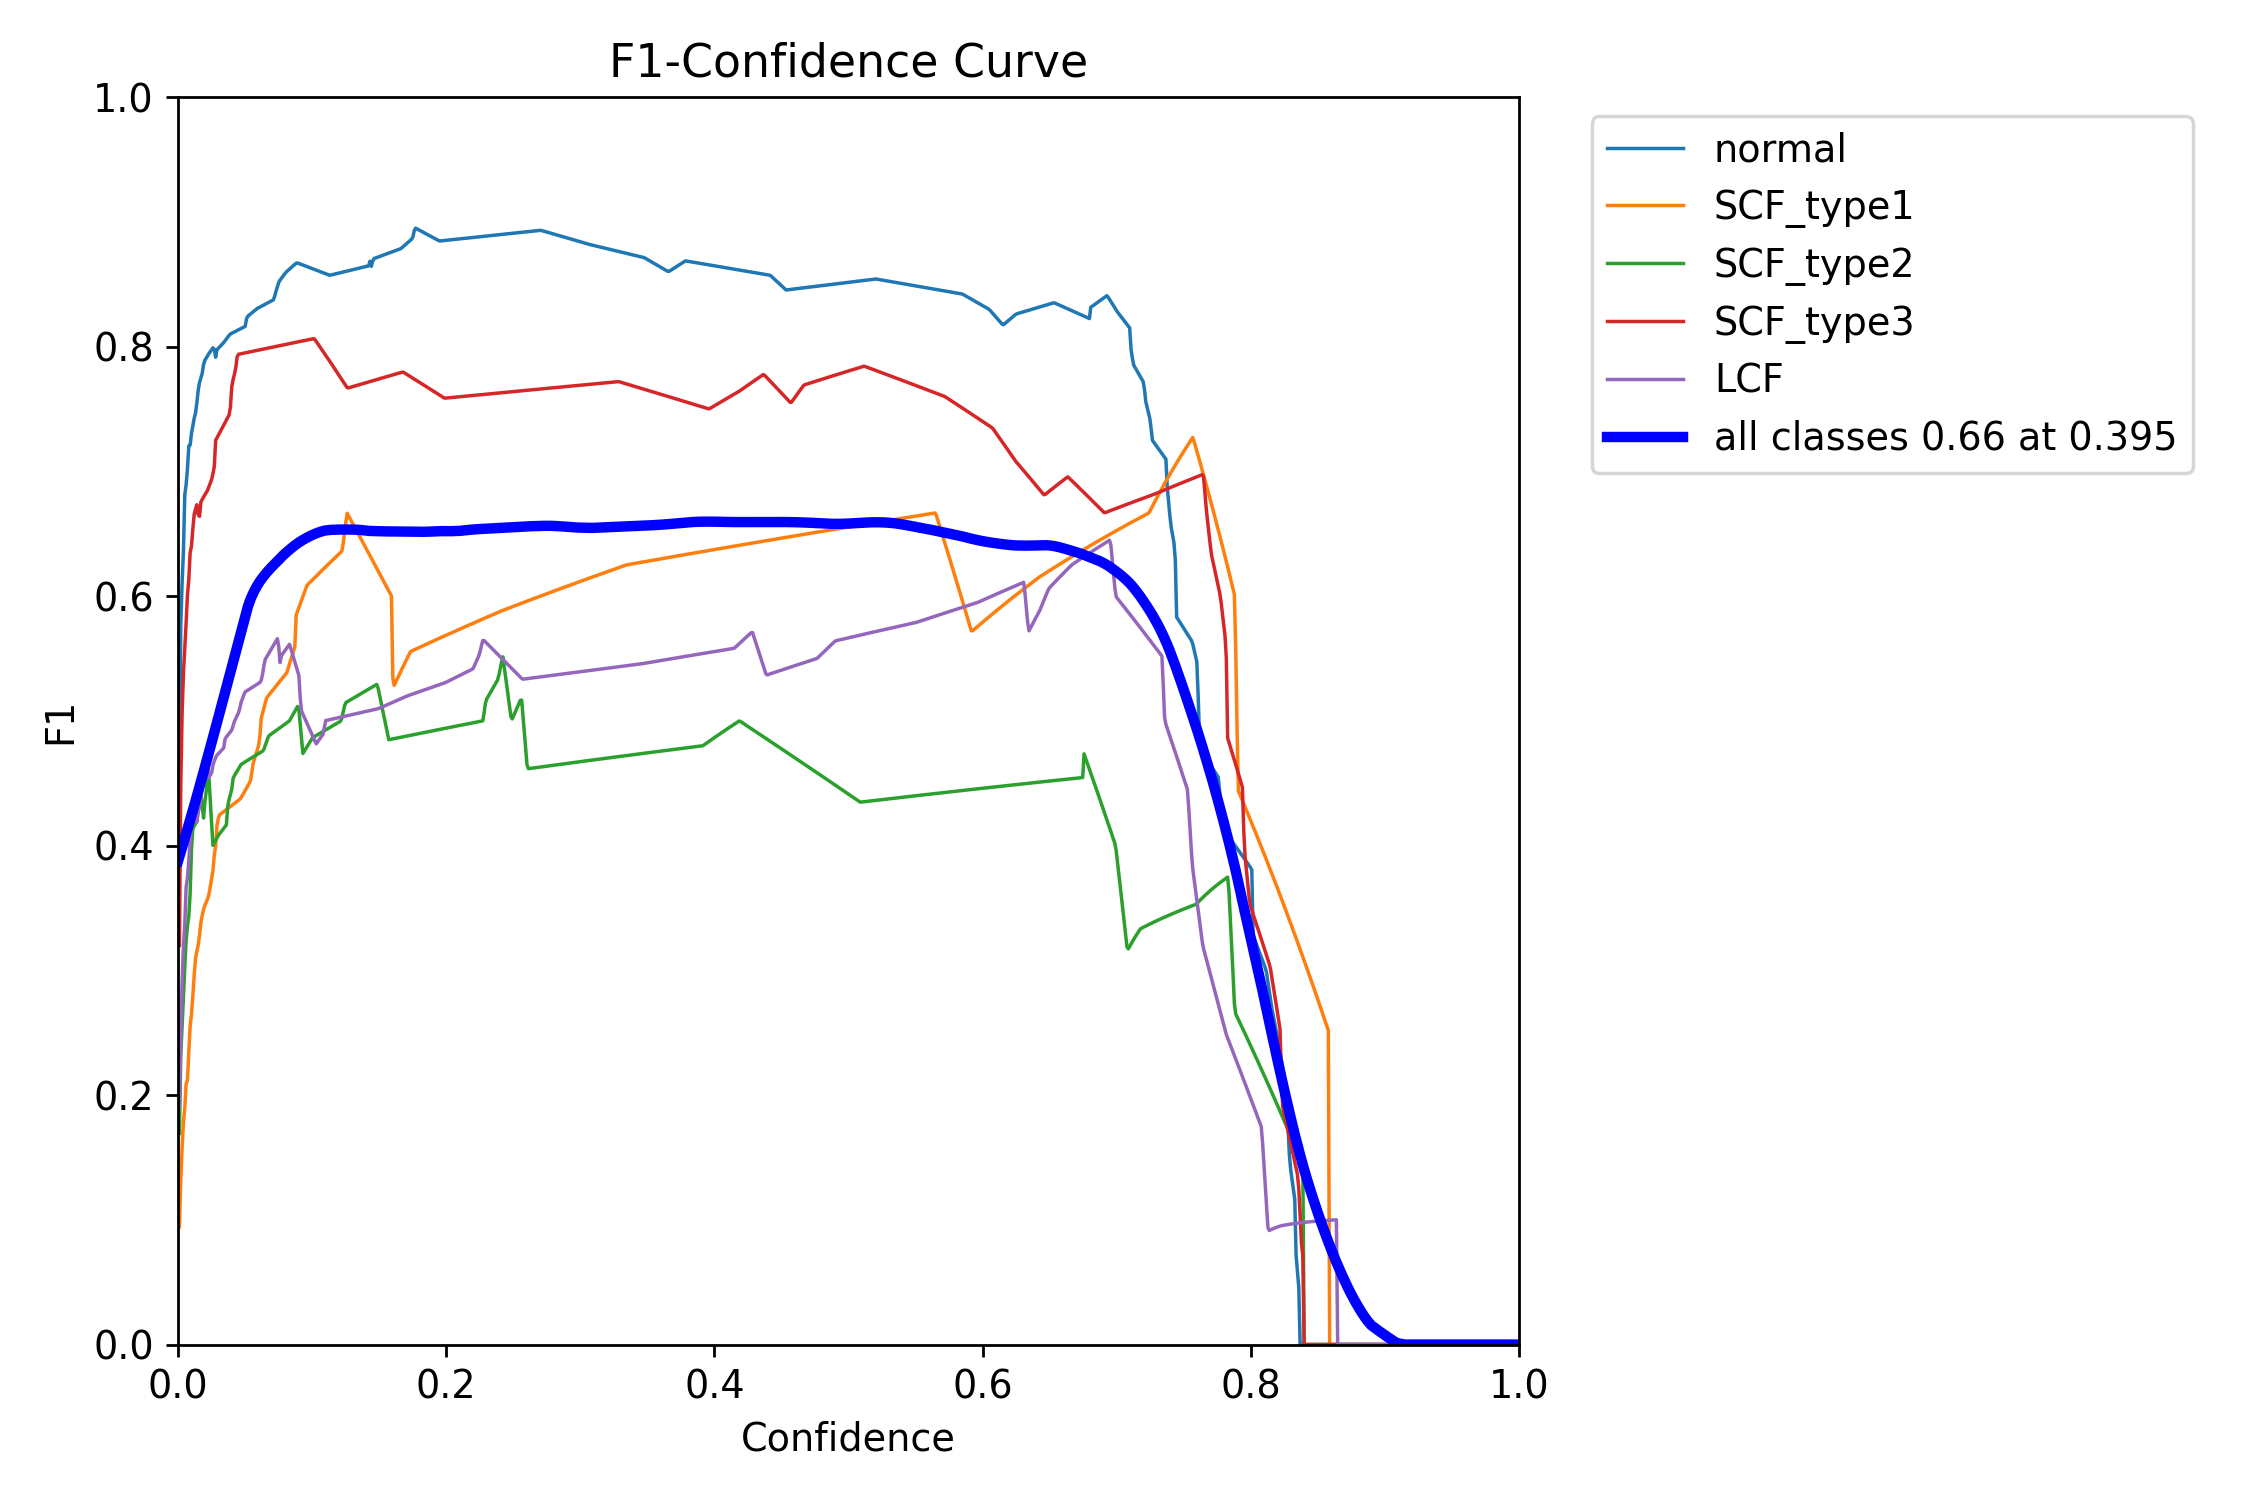 F1-Confidence Curve
1.0
0.8
0.6
0.4
0.2
0.0
F1
0.0 0.2 0.4 0.6 0.8 1.0
Confidence
normal
SCF_type1
SCF_type2
SCF_type3
LCF
all classes 0.66 at 0.395